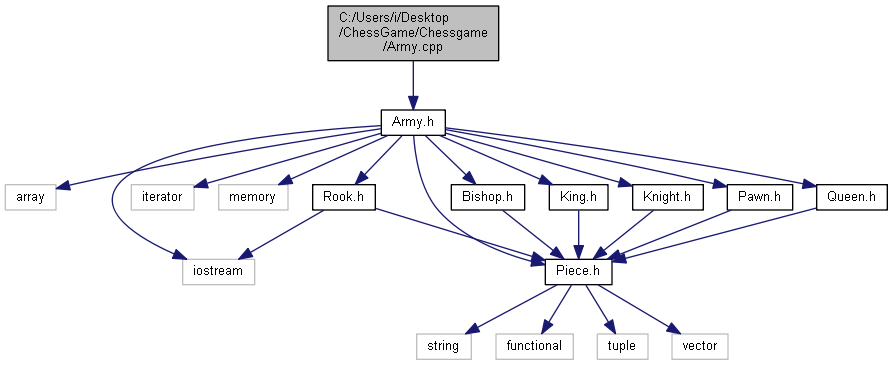 C:/Users/i/Desktop
/ChessGame/Chessgame
/Army.cpp
Army.h
array
iterator
memory
Rook.h
Bishop.h
King.h
Knight.h
Pawn.h
Queen.h
iostream
Piece.h
string
functional
tuple
vector